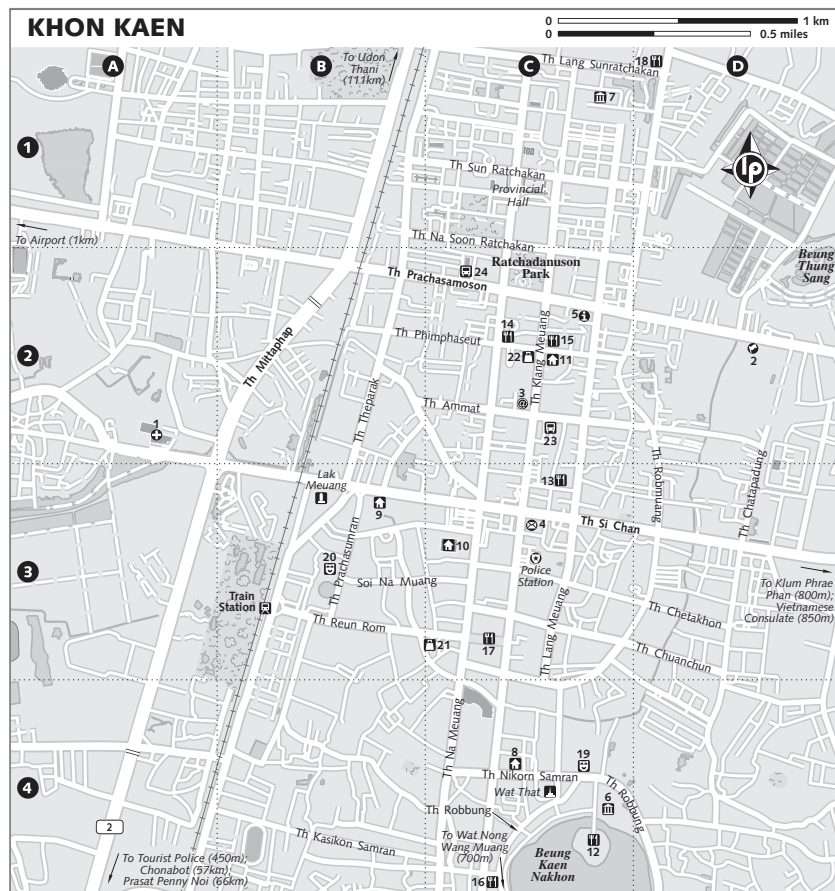 KHON KAEN
0 1 km
0 0.5 miles
A
B
C
D
To Udon
Thani
(111km)
Th Lang Sunratchakan
18
7
1
lp
Th Sun Ratchakan
Provincial
Hall
To Airport (1km)
Th Na Soon Ratchakan
Ratchadanuson
Park
Beung
Thung
Sang
24
Th Prachasamoson
5
Th Mittaphap
Th Phimphaseut
14
15
Th Klang Meuang
22
11
2
2
3
@
Th Ammat
Th Theparak
1
23
Lak
Meuang
13
Th Robmuang
Th Chatapadung
9
Th Si Chan
4
10
3
20
Th Prachasumran
Soi Na Muang
Police
Station
Train
Station
Th Reun Rom
To Klum Phrae
Phan (800m);
Vietnamese
Consulate (850m)
Th Lang Meuang
Th Chetakhon
21
17
Th Chuanchun
Th Na Meuang
8
19
4
Th Nikorn Samran
Wat That
6
Th Robbung
Th Robbung
2
To Wat Nong
Wang Muang
(700m)
Th Kasikon Samran
To Tourist Police (450m);
Chonabot (57km);
Prasat Penny Noi (66km)
Beung
Kaen
Nakhon
12
16